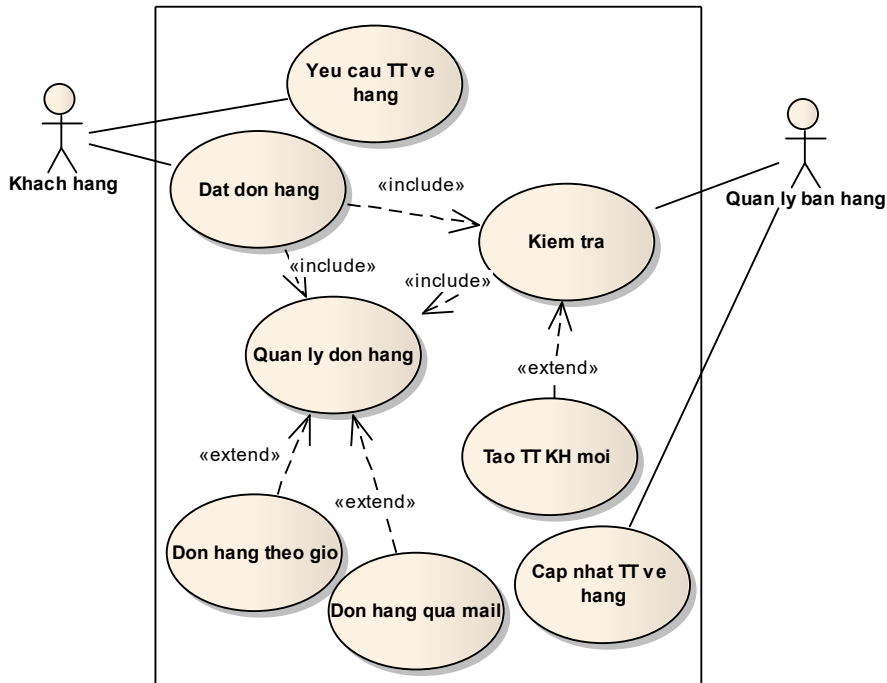 Yeu cau TT ve
hang
Khach hang
Dat don hang
«include»
Quan ly ban hang
Kiem tra
«include»
«include»
Quan ly don hang
«extend»
Tao TT KH moi
«extend»
«extend»
Don hang theo gio
Cap nhat TT ve
hang
Don hang qua mail